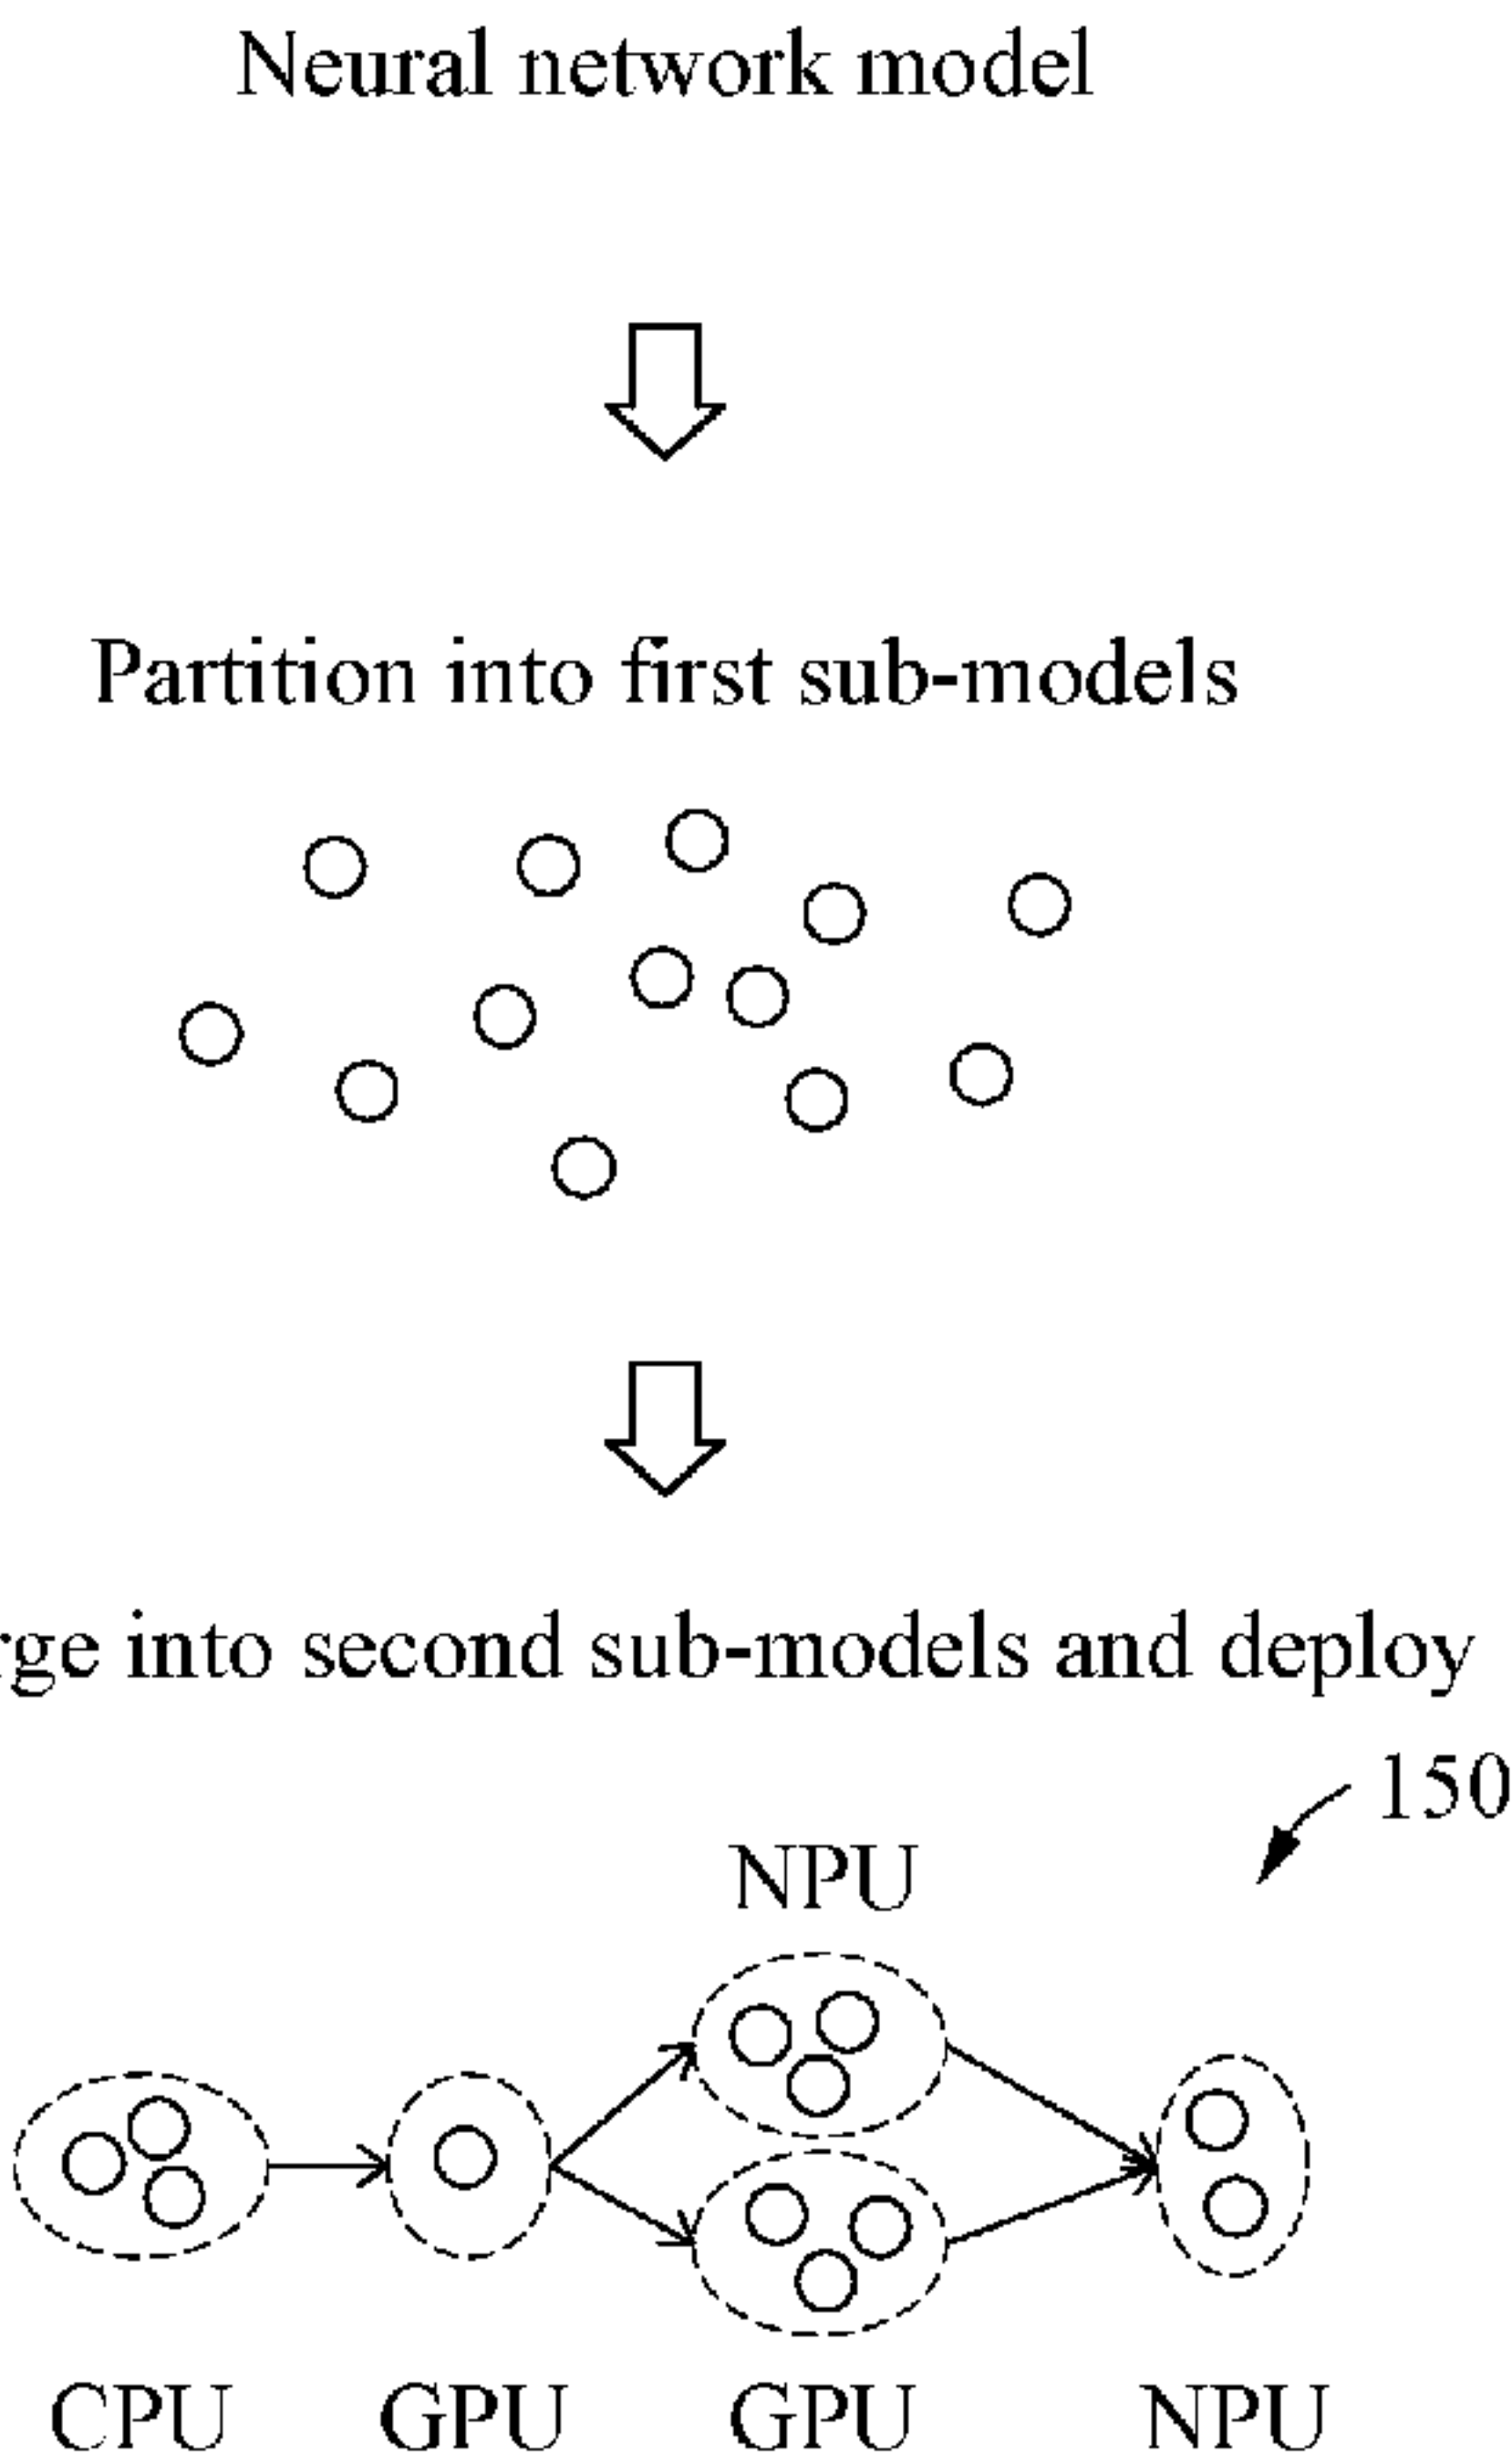 Neural network model
Partition into first sub-models
rge into second sub-models and deploy
150
NPU
CPU GPU GPU NPU